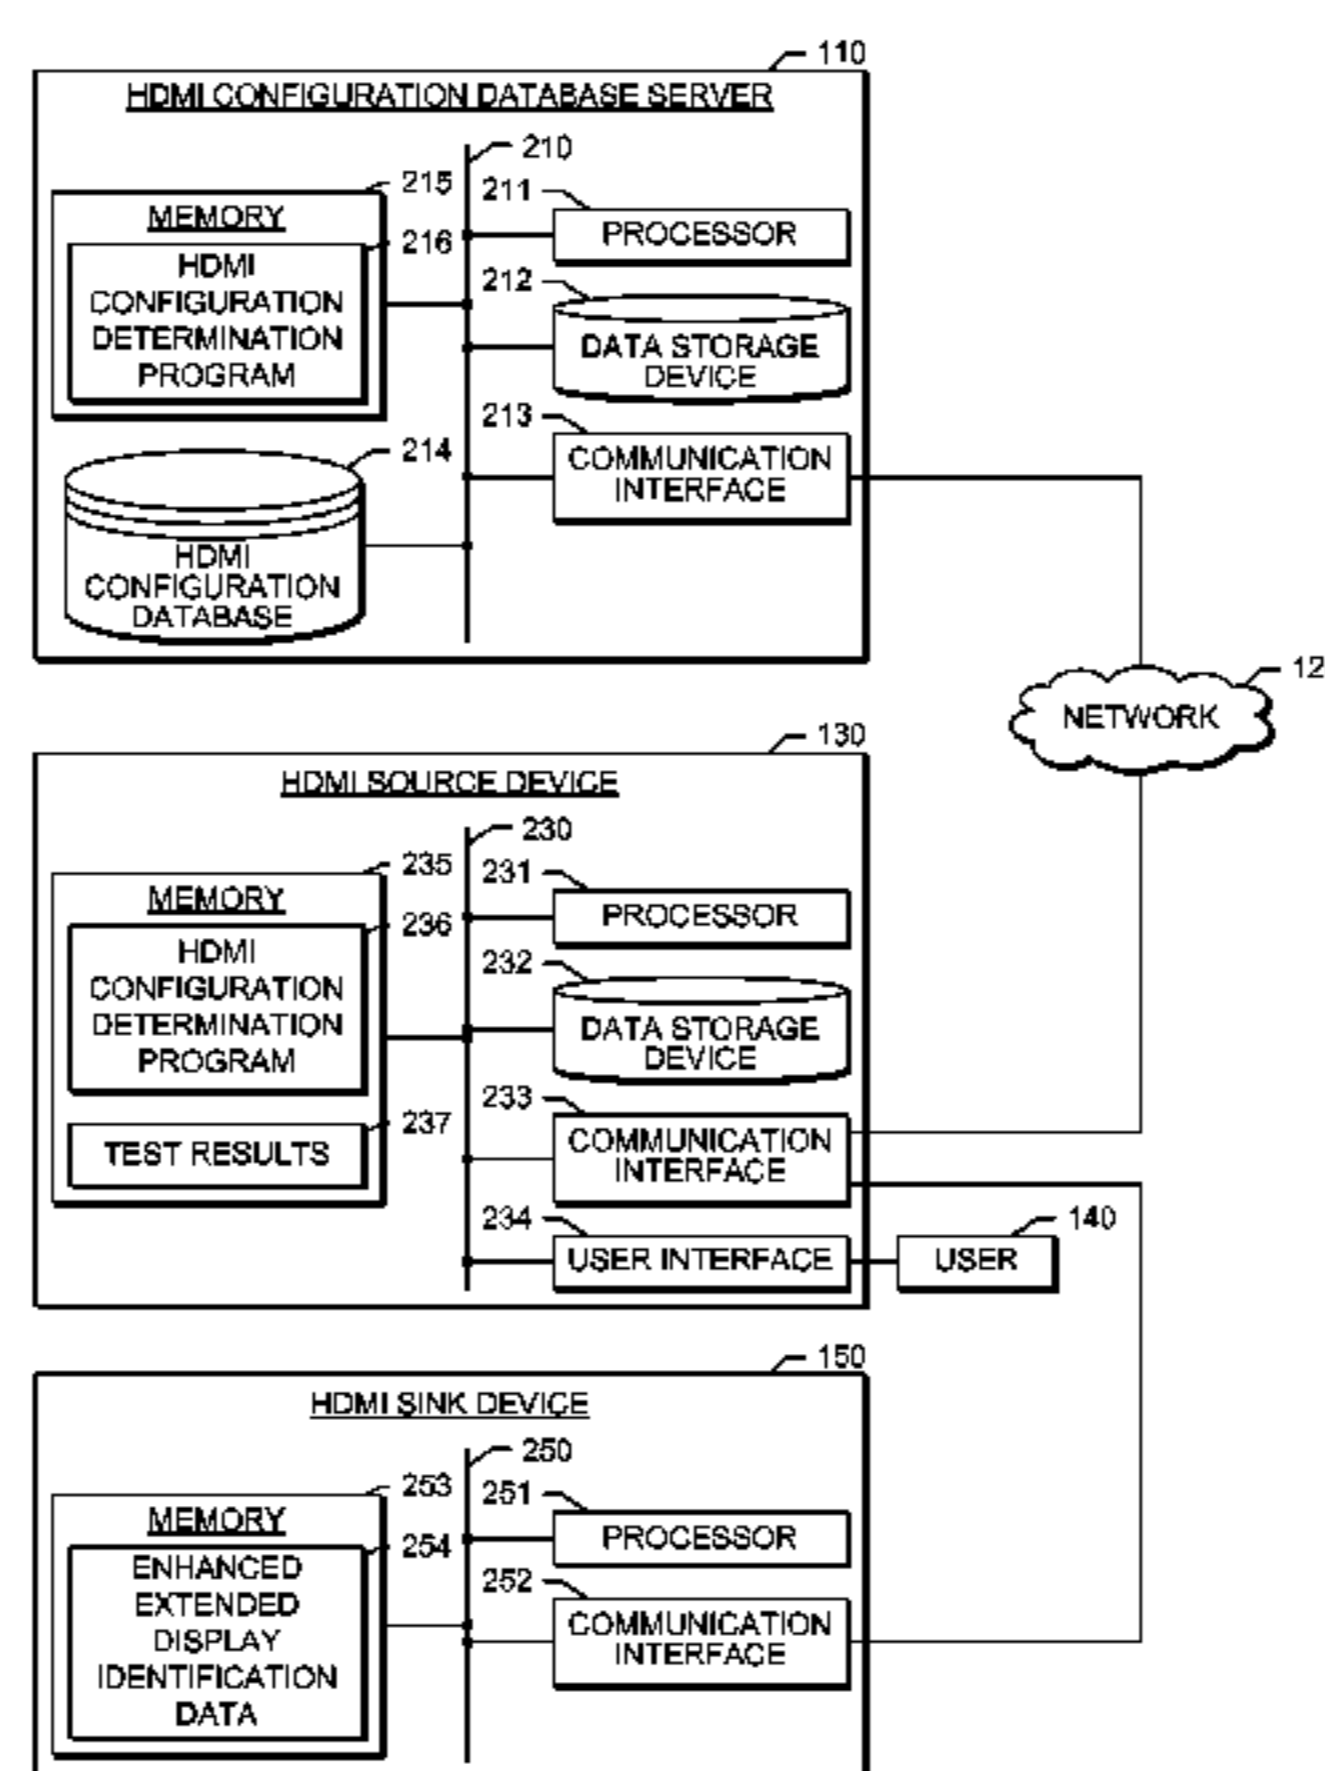 110
HDMI CONFIGURATION DATABASE SERVER
210
215
MEMORY
216
HDMI
CONFIGURATION
DETERMINATION
PROGRAM
211
PROCESSOR
212
DATA STORAGE
DEVICE
213
COMMUNICATION
INTERFACE
214
HDMI
CONFIGURATION
DATABASE
12
NETWORK
130
HDMI SOURCE DEVICE
230
235
MEMORY
236
HDMI
CONFIGURATION
DETERMINATION
PROGRAM
237
TEST RESULTS
231
PROCESSOR
232
DATA STORAGE
DEVICE
233
COMMUNICATION
INTERFACE
234
USER INTERFACE
140
USER
150
HDMI SINK DEVICE
250
253
MEMORY
254
ENHANCED
EXTENDED
DISPLAY
IDENTIFICATION
DATA
251
PROCESSOR
252
COMMUNICATION
INTERFACE